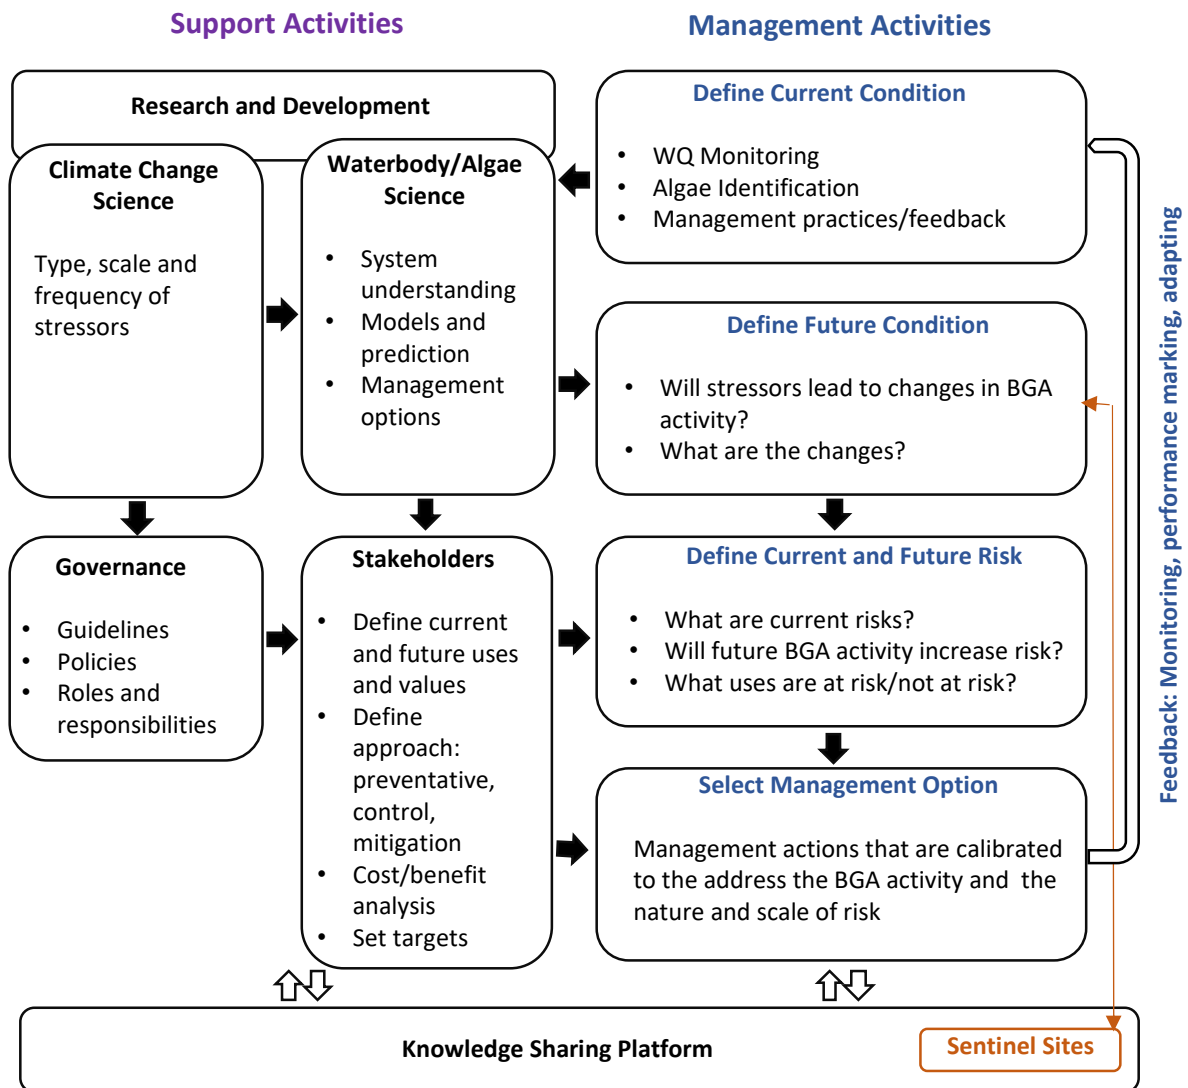 Support Activities
Management Activities
Research and Development
Climate Change
Science
Type, scale and
frequency of
stressors
Waterbody/Algae
Science
• System
understanding
• Models and
prediction
• Management
options
Define Current Condition
• WQ Monitoring
• Algae Identification
• Management practices/feedback
Define Future Condition
• Will stressors lead to changes in BGA
activity?
• What are the changes?
Governance
• Guidelines
• Policies
• Roles and
responsibilities
Stakeholders
• Define current
and future uses
and values
• Define
approach:
preventative,
control,
mitigation
• Cost/benefit
analysis
• Set targets
Define Current and Future Risk
• What are current risks?
• Will future BGA activity increase risk?
• What uses are at risk/not at risk?
Select Management Option
Management actions that are calibrated
to the address the BGA activity and the
nature and scale of risk
Feedback: Monitoring, performance marking, adapting
Knowledge Sharing Platform
Sentinel Sites